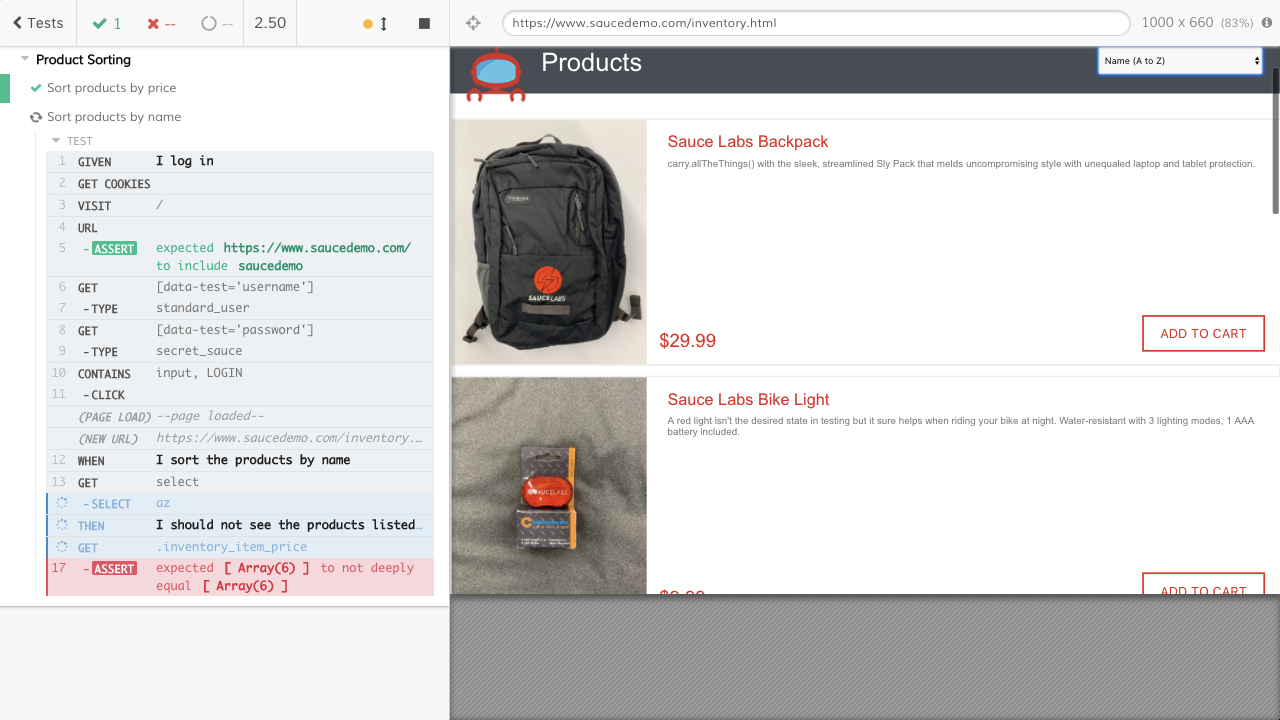 Tests
1
--
--
2.50
https://www.saucedemo.com/inventory.html
1000 x 660 (83%)
Product Sorting
Sort products by price
Sort products by name
TEST
1 GIVEN I log in
2 GET COOKIES
3 VISIT /
4 URL
5 -ASSERT expected https://www.saucedemo.com/
to include saucedemo
6 GET [data-test='username']
7 -TYPE standard_user
8 GET [data-test='password']
9 -TYPE secret_sauce
10 CONTAINS input, LOGIN
11 -CLICK
(PAGE LOAD) --page loaded--
(NEW URL) https://www.saucedemo.com/inventory.…
12 WHEN I sort the products by name
13 GET select
-SELECT az
THEN I should not see the products listed…
GET .inventory_item_price
17 -ASSERT expected [ Array(6) ] to not deeply
equal [ Array(6) ]
Products
Name (A to Z)
Sauce Labs Backpack
carry.allTheThings() with the sleek, streamlined Sly Pack that melds uncompromising style with unequaled laptop and tablet protection.
SAUCELABS
$29.99
ADD TO CART
Sauce Labs Bike Light
A red light isn't the desired state in testing but it sure helps when riding your bike at night. Water-resistant with 3 lighting modes, 1 AAA
battery included.
SAUCELABS
$9.99
ADD TO CART